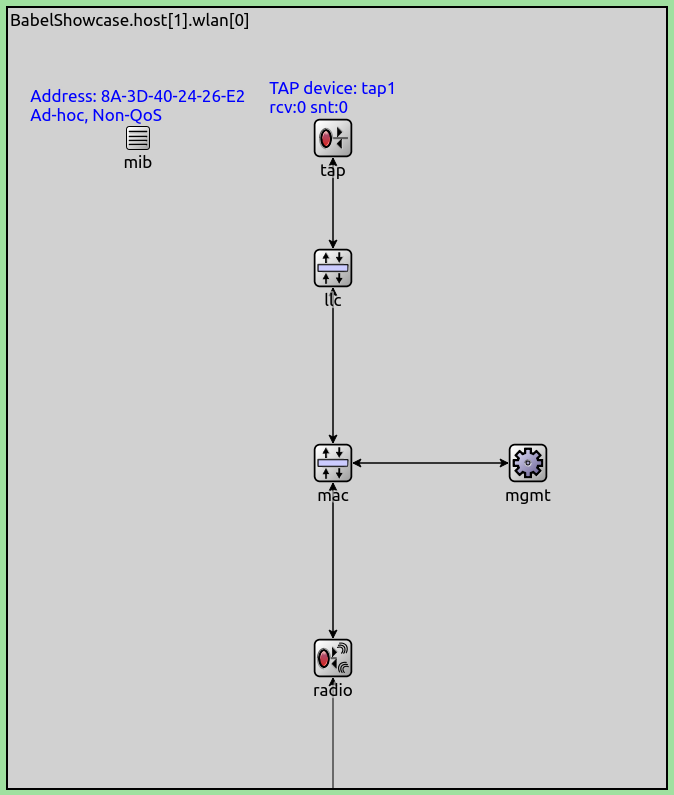 BabelShowcase.host[1].wlan[0]
TAP device: tap1
rcv:0 snt:0
Address: 8A-3D-40-24-26-E2
Ad-hoc, Non-QoS
mib
tap
llc
mac
mgmt
radio